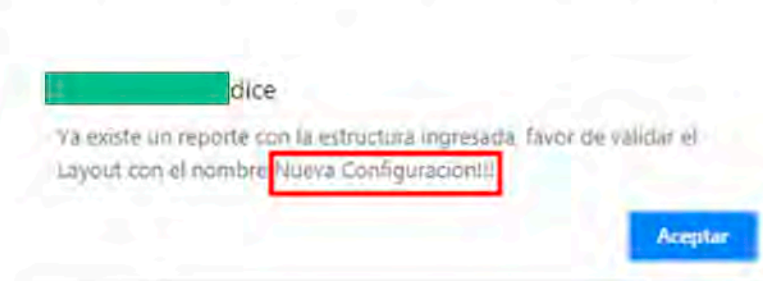 dice
Ya existe un reporte con la estructura ingresada, favor de validar el
Layout con el nombre Nueva Configuracion!!!
Aceptar